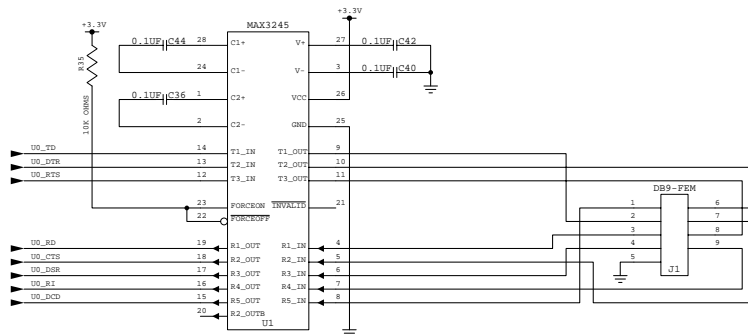 +3.3V
+3.3V
MAX3245
R35
10K OHMS
0.1UF C44
28 C1+
V+ 27
0.1UF C42
24 C1-
V- 3
0.1UF C40
0.1UF C36
1 C2+
VCC 26
2 C2-
GND 25
U0_TD 14 T1_IN
T1_OUT 9
U0_DTR 13 T2_IN
T2_OUT 10
U0_RTS 12 T3_IN
T3_OUT 11
23 FORCEON
INVALID 21
22 FORCEOFF
U0_RD 19 R1_OUT
R1_IN 4
U0_CTS 18 R2_OUT
R2_IN 5
U0_DSR 17 R3_OUT
R3_IN 6
U0_RI 16 R4_OUT
R4_IN 7
U0_DCD 15 R5_OUT
R5_IN 8
20 R2_OUTB
U1
DB9-FEM
1 6
2 7
3 8
4 9
5
J1